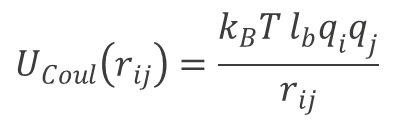 U_{Coul}(r_{ij}) = \frac{k_B T l_b q_i q_j}{r_{ij}}